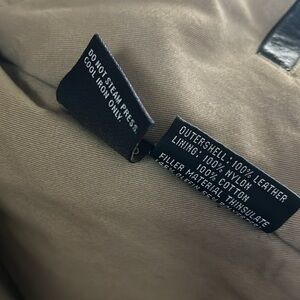 DO NOT STEAM PRESS.
COOL IRON ONLY.
OUTERSHELL: 100% LEATHER
LINING: 100% NYLON
100% COTTON
FILLER MATERIAL THINSULATE